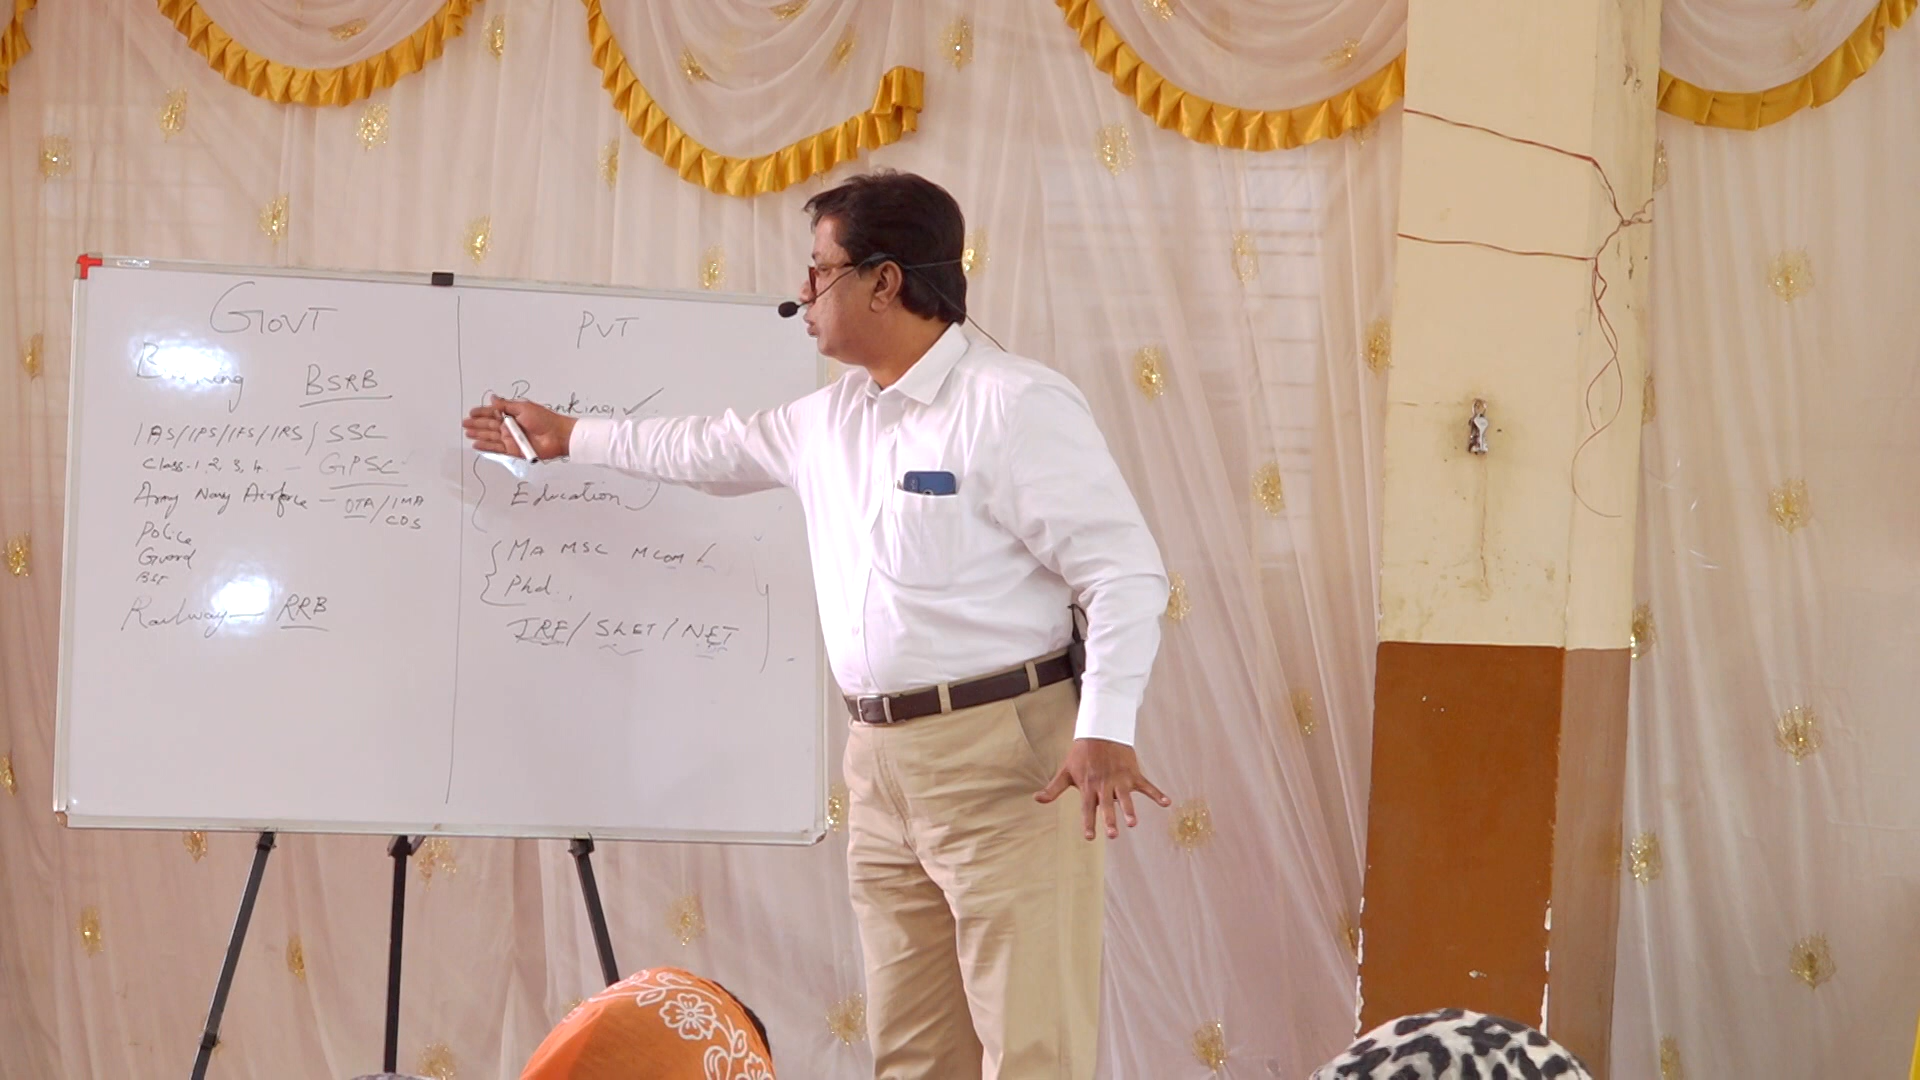 GOVT
Banking BSRB
IAS/IPS/IFS/IRS/SSC
Class-1, 2, 3, 4. - GPSC
Army Navy Airforce - OTA/IMA
CDS
Police
Guard
BSF
Railway - RRB
PVT
Banking ✓
Education
MA MSC MCOM
Phd.,
JRF/SLET/NET